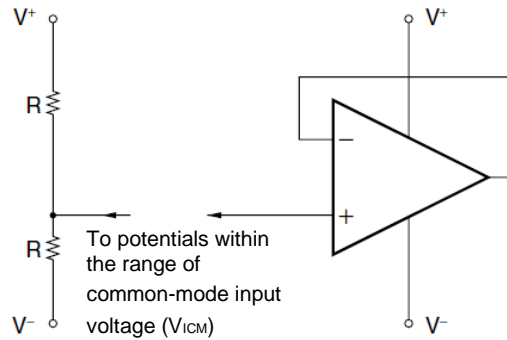 V+
V+
R
−
+
R
To potentials within
the range of
common-mode input
voltage (VICM)
V−
V−